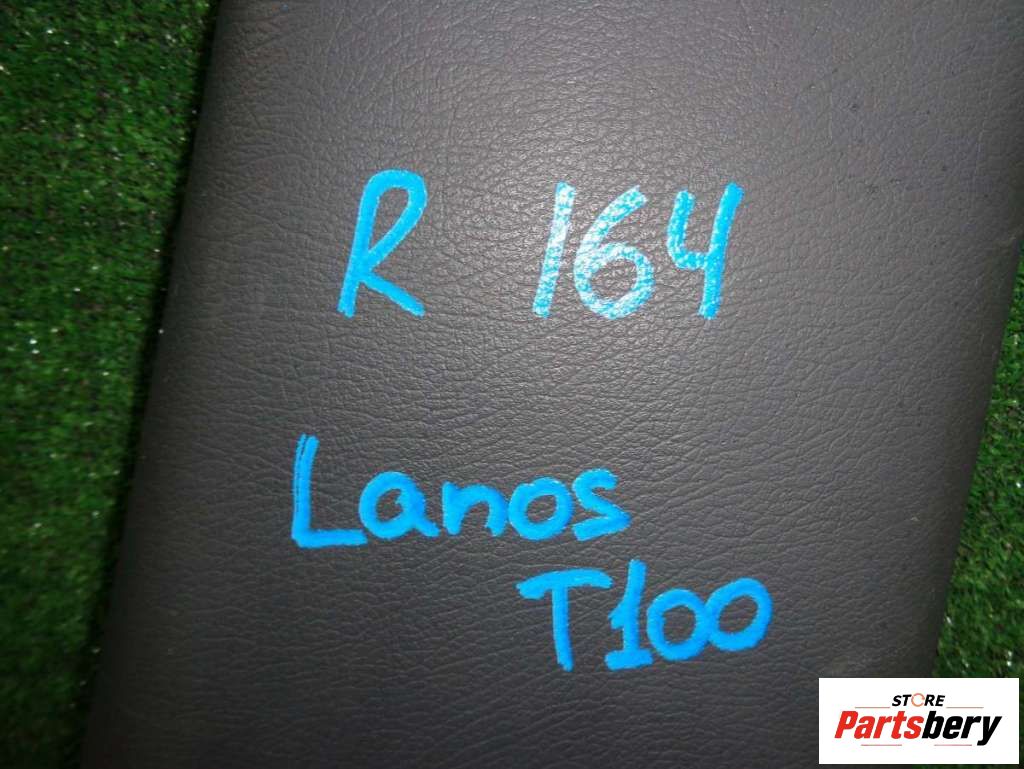 R 164
Lanos
T100
STORE
Partsbery